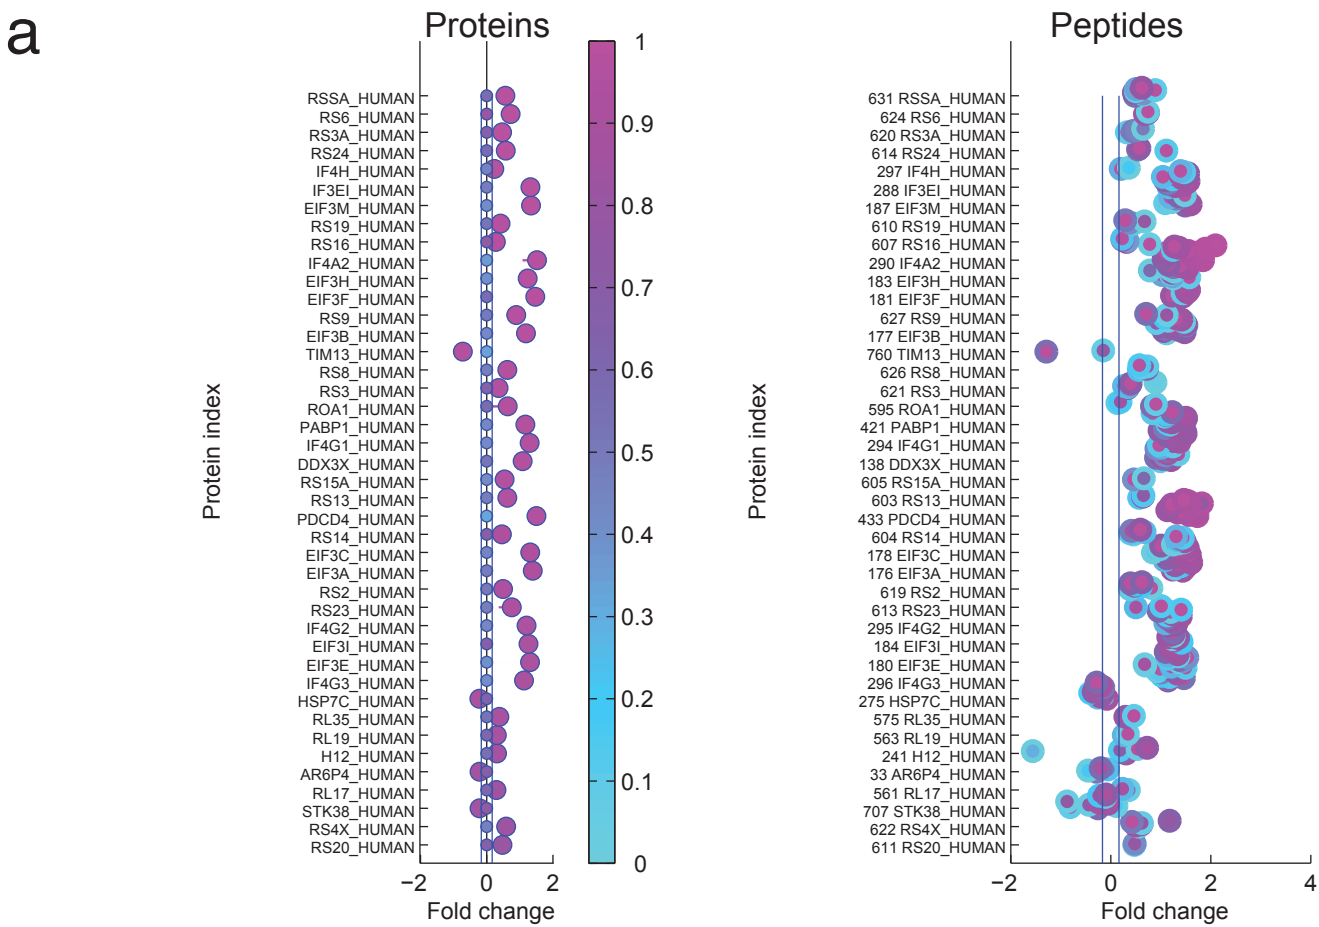 a
Proteins
Protein index
RSSA_HUMAN
RS6_HUMAN
RS3A_HUMAN
RS24_HUMAN
IF4H_HUMAN
IF3EI_HUMAN
EIF3M_HUMAN
RS19_HUMAN
RS16_HUMAN
IF4A2_HUMAN
EIF3H_HUMAN
EIF3F_HUMAN
RS9_HUMAN
EIF3B_HUMAN
TIM13_HUMAN
RS8_HUMAN
RS3_HUMAN
ROA1_HUMAN
PABP1_HUMAN
IF4G1_HUMAN
DDX3X_HUMAN
RS15A_HUMAN
RS13_HUMAN
PDCD4_HUMAN
RS14_HUMAN
EIF3C_HUMAN
EIF3A_HUMAN
RS2_HUMAN
RS23_HUMAN
IF4G2_HUMAN
EIF3I_HUMAN
EIF3E_HUMAN
IF4G3_HUMAN
HSP7C_HUMAN
RL35_HUMAN
RL19_HUMAN
H12_HUMAN
AR6P4_HUMAN
RL17_HUMAN
STK38_HUMAN
RS4X_HUMAN
RS20_HUMAN
−2 0 2
Fold change
1
0.9
0.8
0.7
0.6
0.5
0.4
0.3
0.2
0.1
0
Peptides
Protein index
631 RSSA_HUMAN
624 RS6_HUMAN
620 RS3A_HUMAN
614 RS24_HUMAN
297 IF4H_HUMAN
288 IF3EI_HUMAN
187 EIF3M_HUMAN
610 RS19_HUMAN
607 RS16_HUMAN
290 IF4A2_HUMAN
183 EIF3H_HUMAN
181 EIF3F_HUMAN
627 RS9_HUMAN
177 EIF3B_HUMAN
760 TIM13_HUMAN
626 RS8_HUMAN
621 RS3_HUMAN
595 ROA1_HUMAN
421 PABP1_HUMAN
294 IF4G1_HUMAN
138 DDX3X_HUMAN
605 RS15A_HUMAN
603 RS13_HUMAN
433 PDCD4_HUMAN
604 RS14_HUMAN
178 EIF3C_HUMAN
176 EIF3A_HUMAN
619 RS2_HUMAN
613 RS23_HUMAN
295 IF4G2_HUMAN
184 EIF3I_HUMAN
180 EIF3E_HUMAN
296 IF4G3_HUMAN
275 HSP7C_HUMAN
575 RL35_HUMAN
563 RL19_HUMAN
241 H12_HUMAN
33 AR6P4_HUMAN
561 RL17_HUMAN
707 STK38_HUMAN
622 RS4X_HUMAN
611 RS20_HUMAN
−2 0 2 4
Fold change